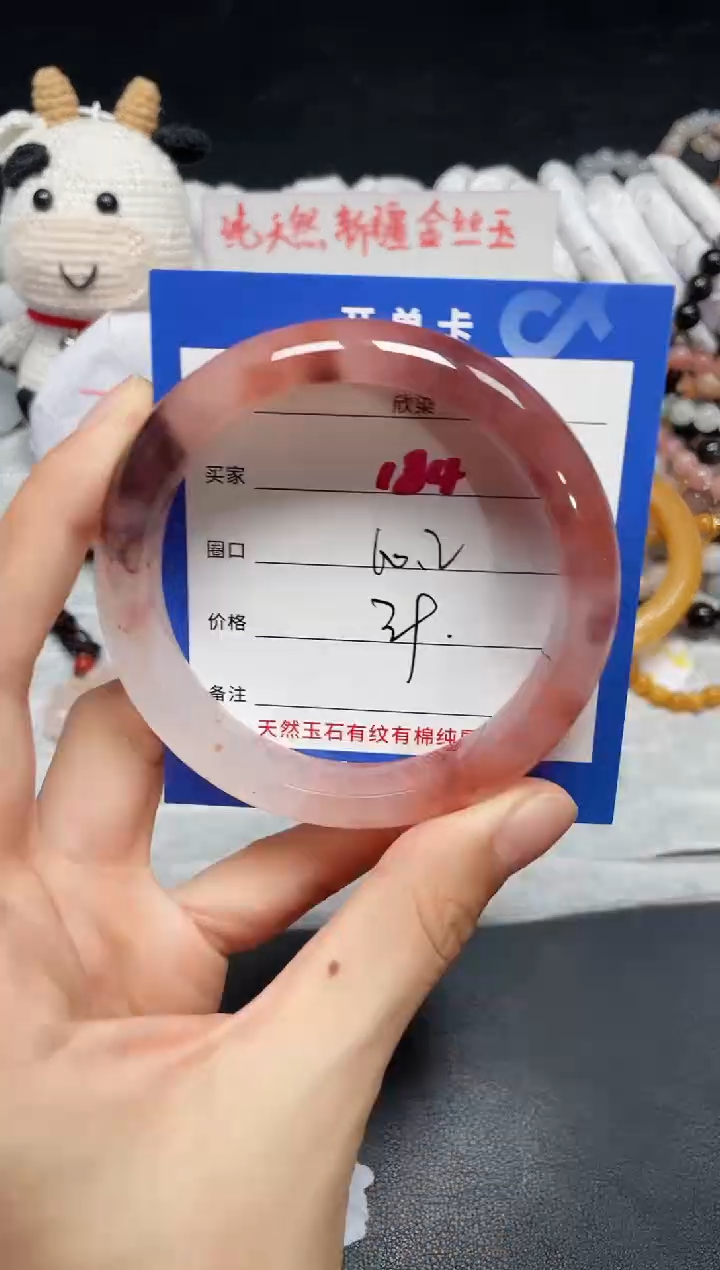 纯天然新疆金丝玉
开单卡
欣染
买家 184
圈口 60.2
价格
备注
天然玉石有纹有棉纯